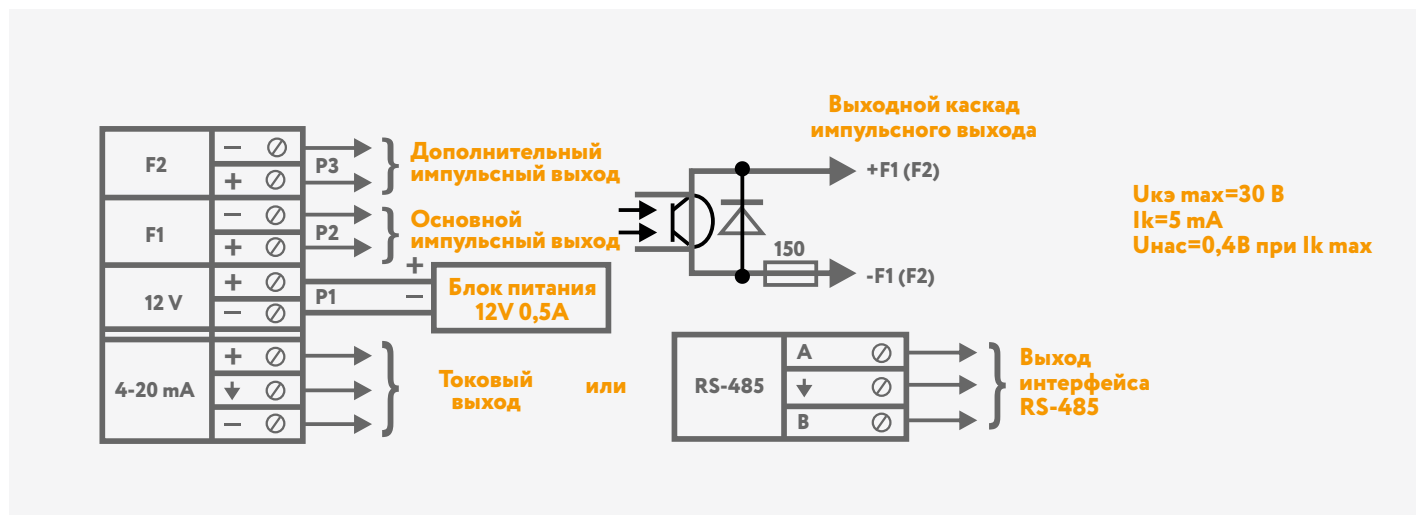 Выходной каскад
импульсного выхода
F2
−
+
P3
Дополнительный
импульсный выход
F1
−
+
P2
Основной
импульсный выход
12 V
+
−
P1
+
−
Блок питания
12V 0,5A
4-20 mA
+
−
Токовый
выход
или
+F1 (F2)
150
-F1 (F2)
Uкэ max=30 В
Ik=5 mA
Uнас=0,4В при Ik max
RS-485
A
B
Выход
интерфейса
RS-485